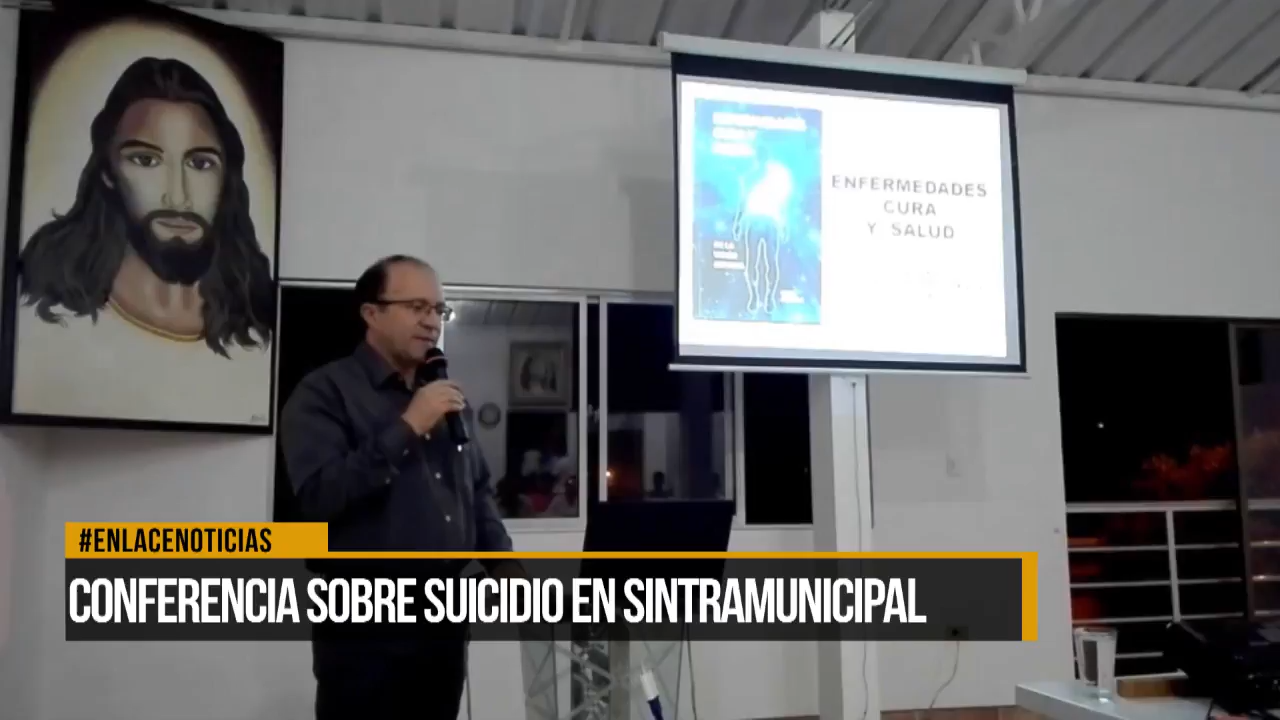 ENFERMEDADES
CURA
Y SALUD
#ENLACENOTICIAS
CONFERENCIA SOBRE SUICIDIO EN SINTRAMUNICIPAL